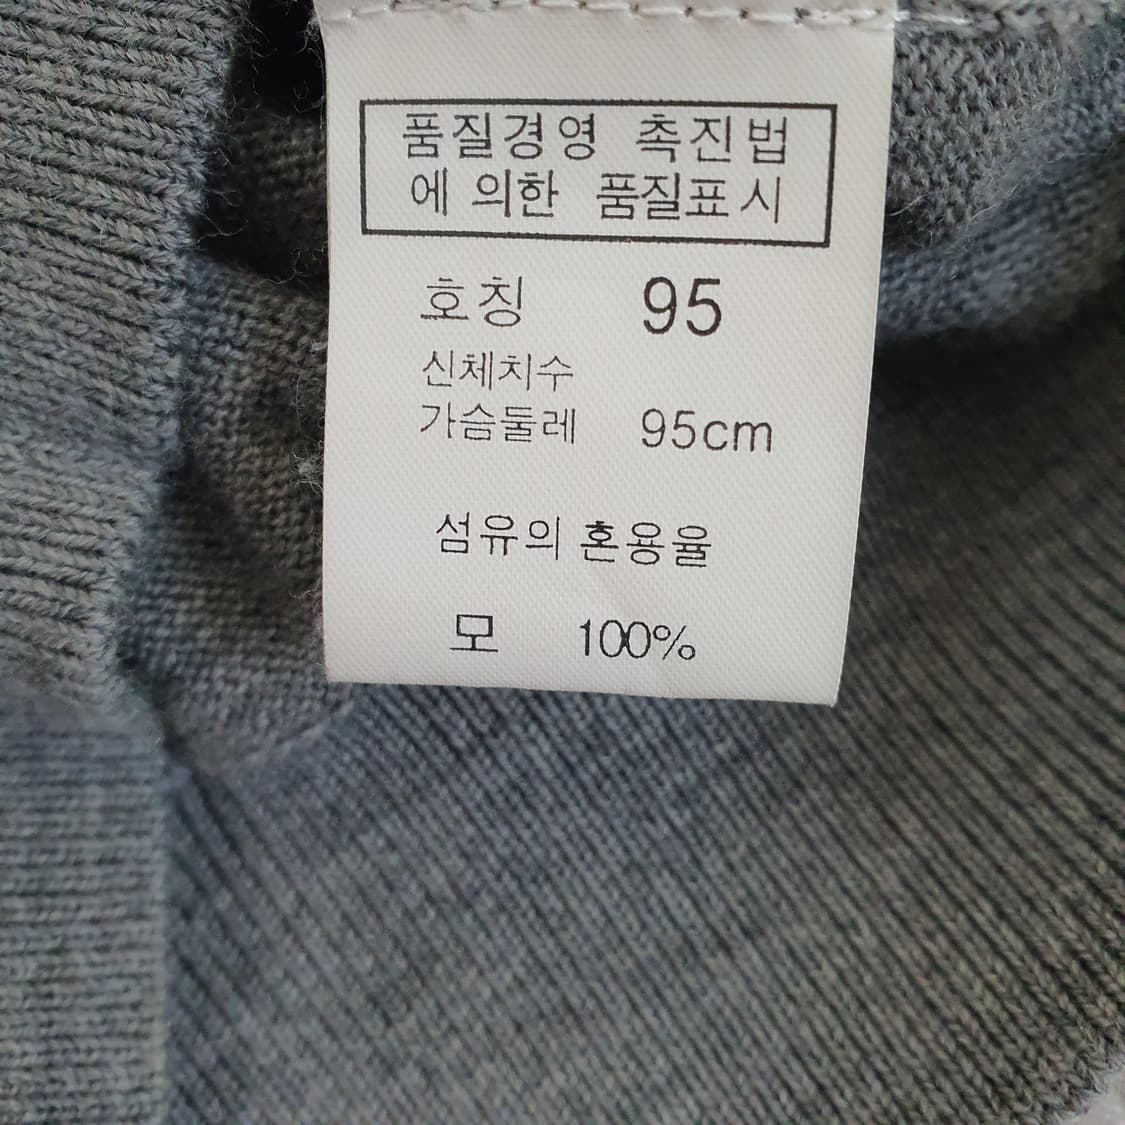 품질경영 촉진법
에 의한 품질표시
호칭 95
신체치수
가슴둘레 95cm
섬유의 혼용율
모 100%